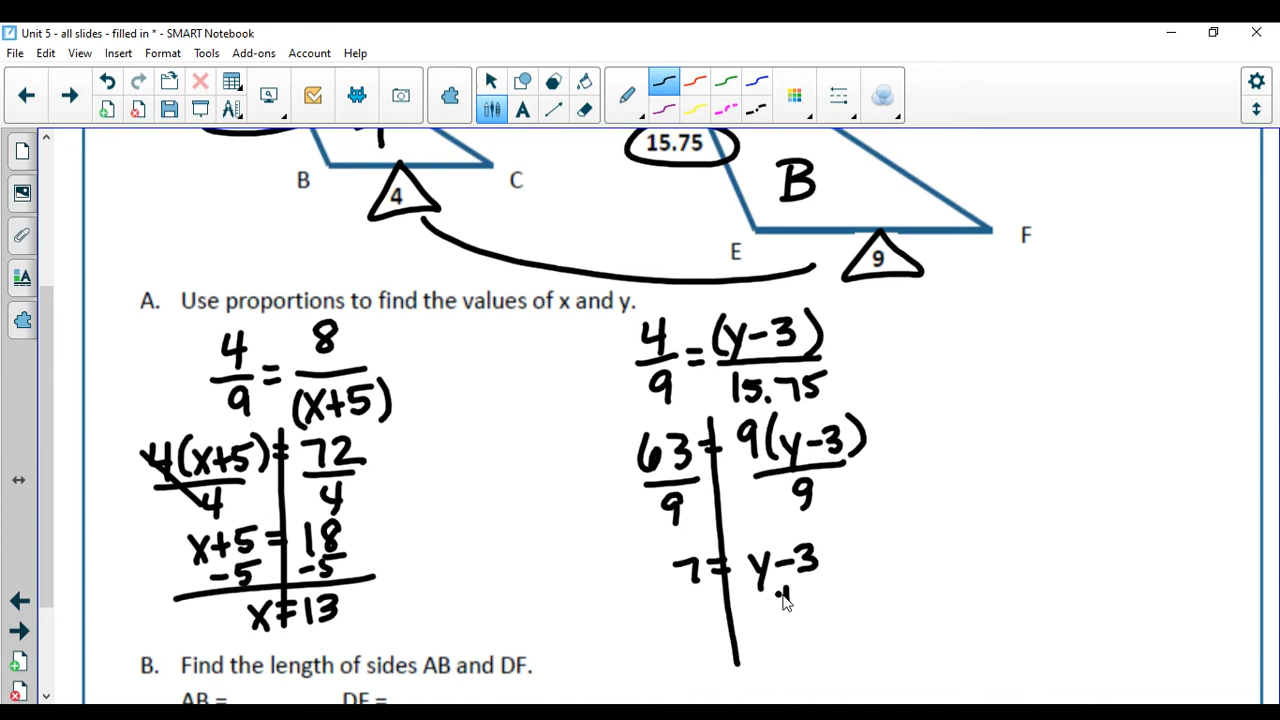 Unit 5 - all slides - filled in * - SMART Notebook
File Edit View Insert Format Tools Add-ons Account Help
15.75
B
B C
4
E F
9
A. Use proportions to find the values of x and y.
4/9 = 8/(x+5)
4(x+5)/4 = 72/4
x+5 = 18
-5 -5
x = 13
4/9 = (y-3)/15.75
63/9 = 9(y-3)/9
7 = y-3
B. Find the length of sides AB and DF.
AB = DF =